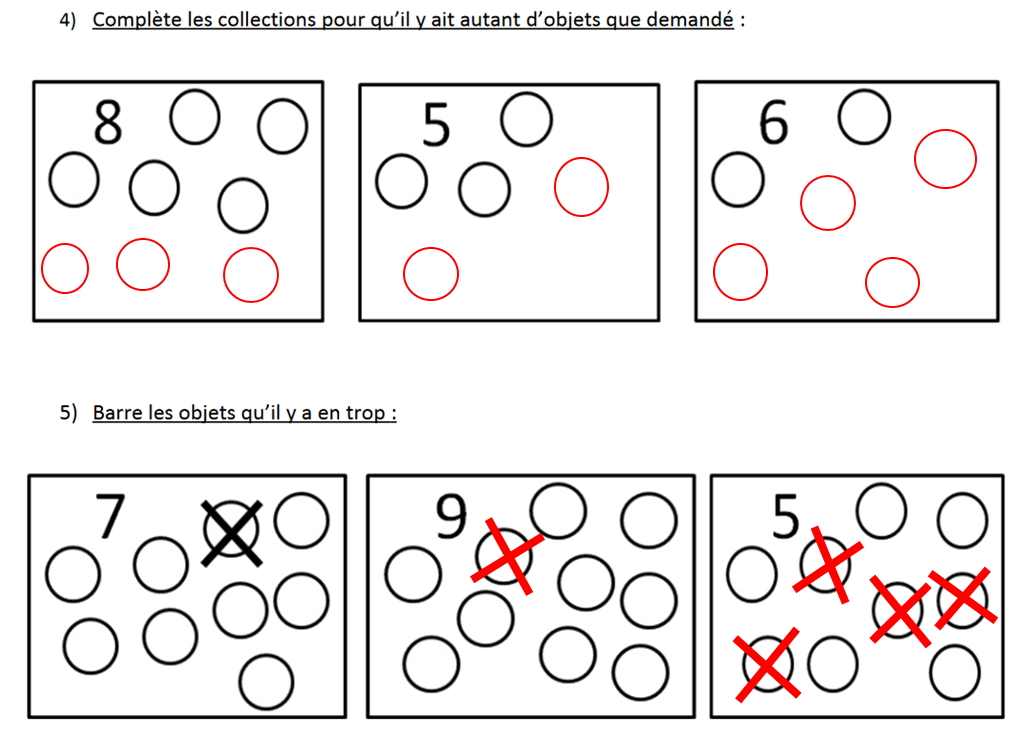 4) Complète les collections pour qu'il y ait autant d'objets que demandé :
8 5 6
5) Barre les objets qu'il y a en trop :
7 9 5